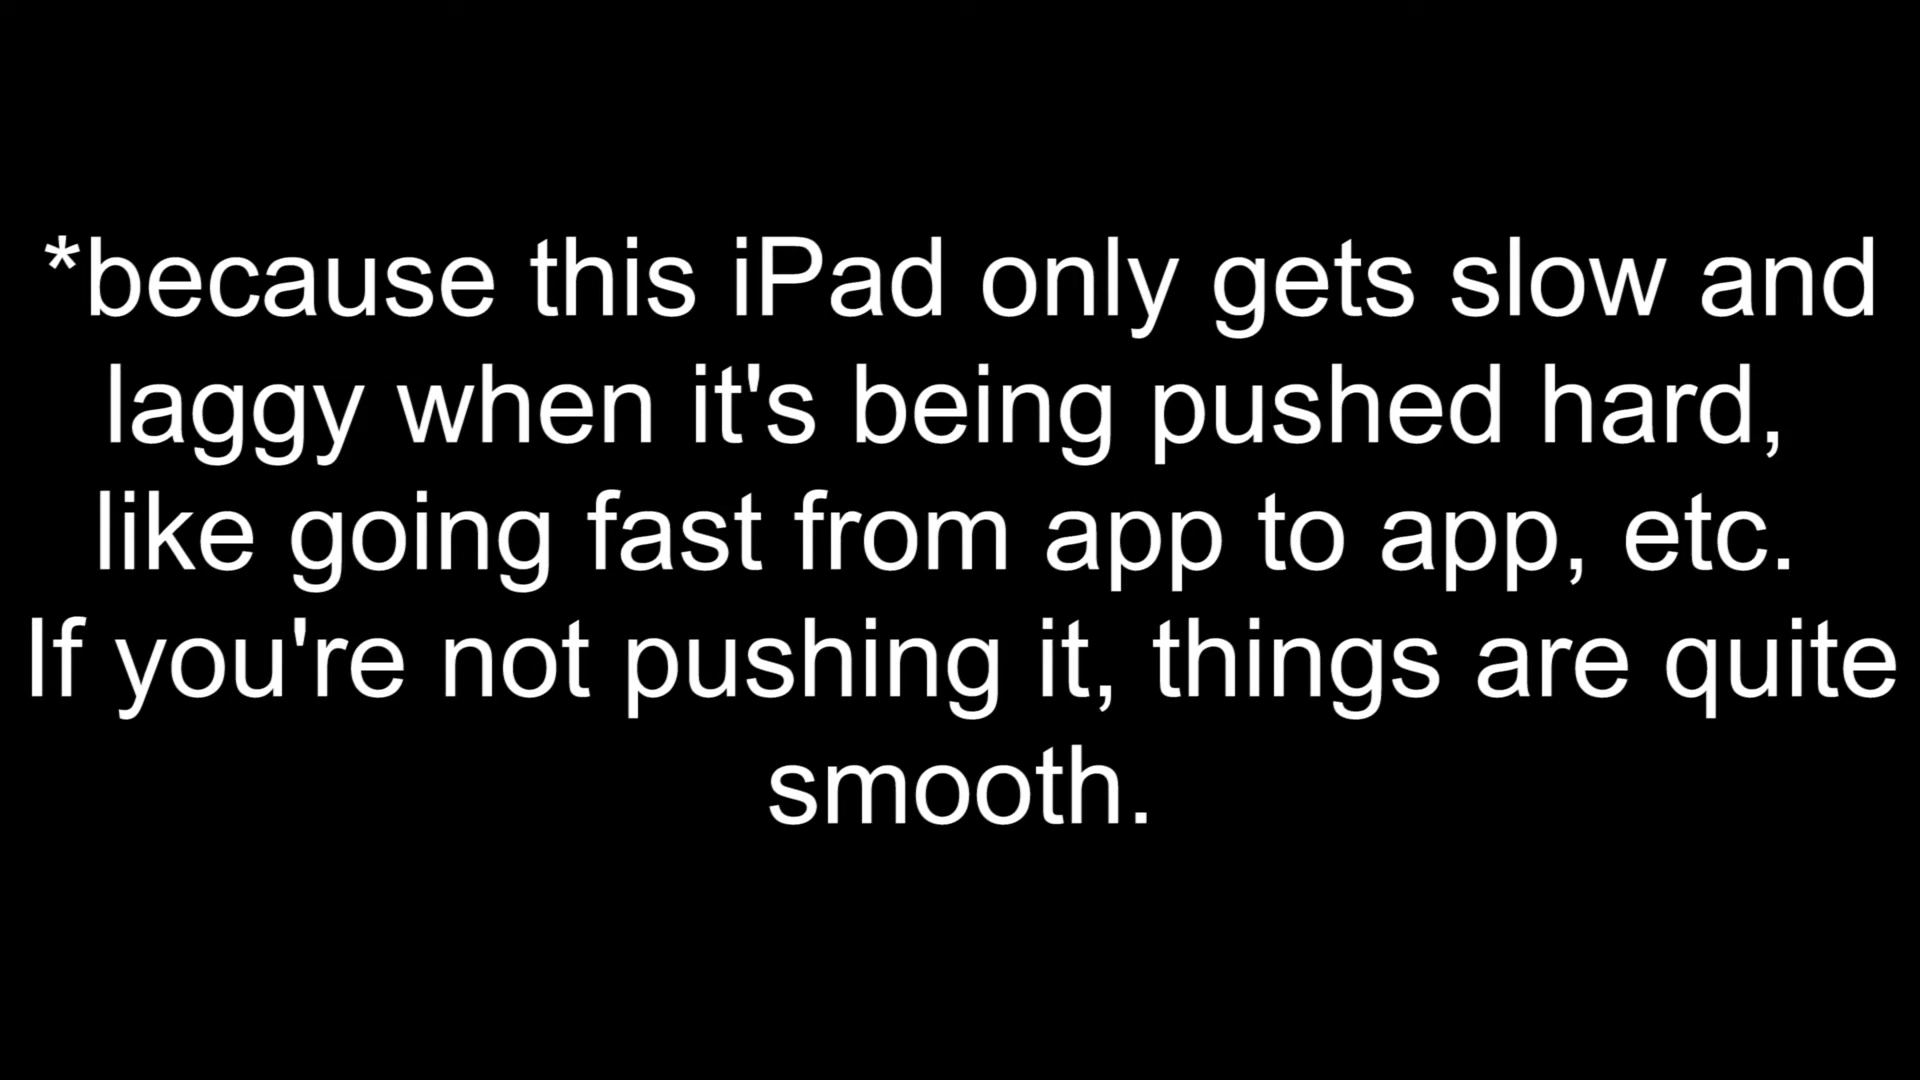 *because this iPad only gets slow and
laggy when it's being pushed hard,
like going fast from app to app, etc.
If you're not pushing it, things are quite
smooth.